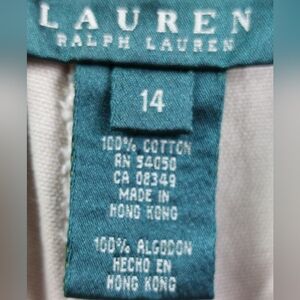 LAUREN
RALPH LAUREN
14
100% COTTON
RN 54050
CA 08349
MADE IN
HONG KONG
100% ALGODON
HECHO EN
HONG KONG